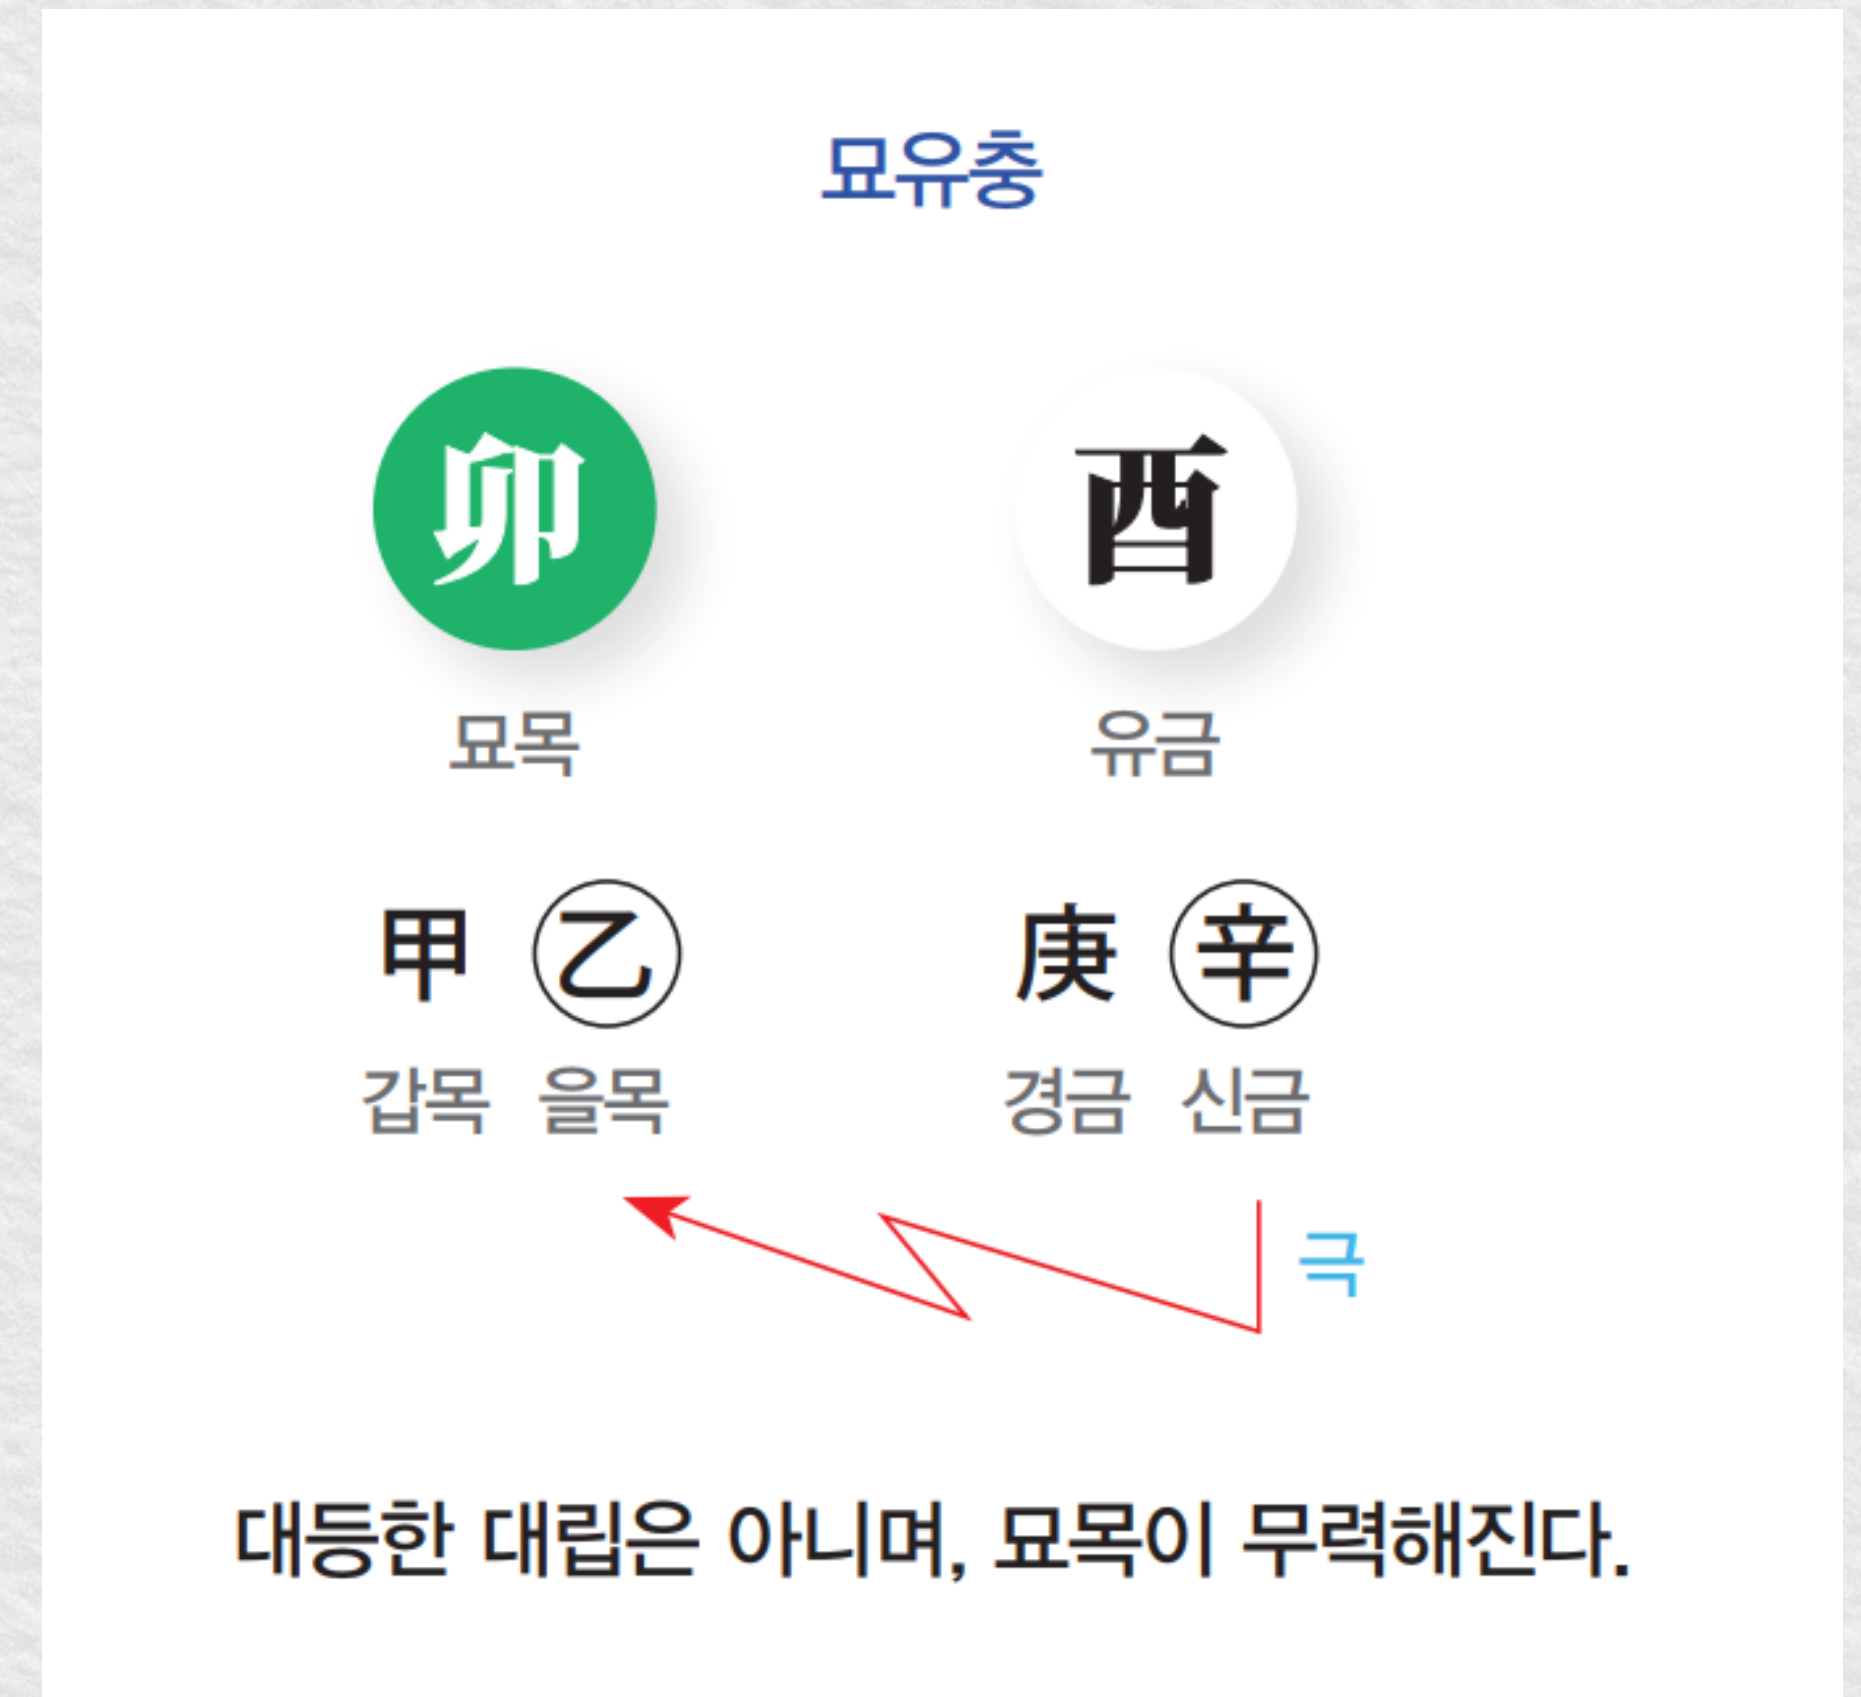 묘유충
卯 酉
묘목 유금
甲 乙 庚 辛
갑목 을목 경금 신금
극
대등한 대립은 아니며, 묘목이 무력해진다.